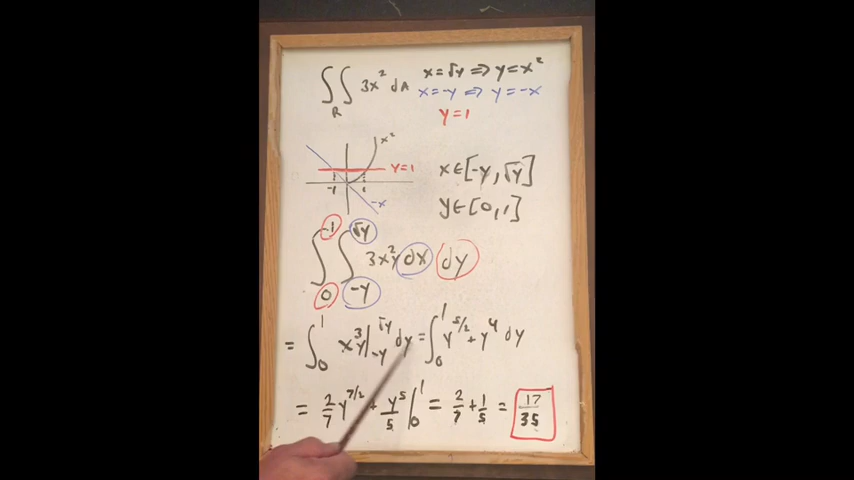 ∫∫_R 3x² dA   x=√y ⇒ y=x²
x=-y ⇒ y=-x
y=1
x²
y=1
-1 1
-x
x∈[-y,√y]
y∈[0,1]
∫_0^{-1} ∫_{-y}^{√y} 3x²y dx dy
= ∫_0^1 x³y |_{-y}^{√y} dy = ∫_0^1 y^{5/2} + y⁴ dy
= 2/7 y^{7/2} + y⁵/5 |_0^1 = 2/7 + 1/5 = 17/35